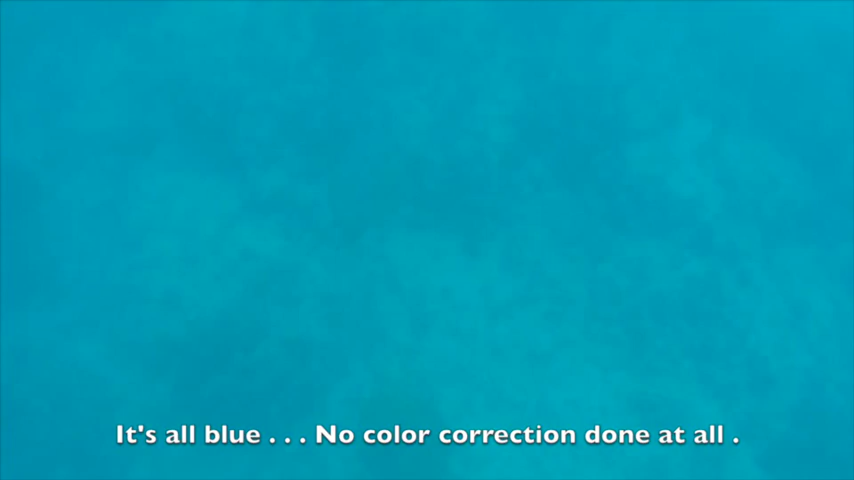 It's all blue . . . No color correction done at all .